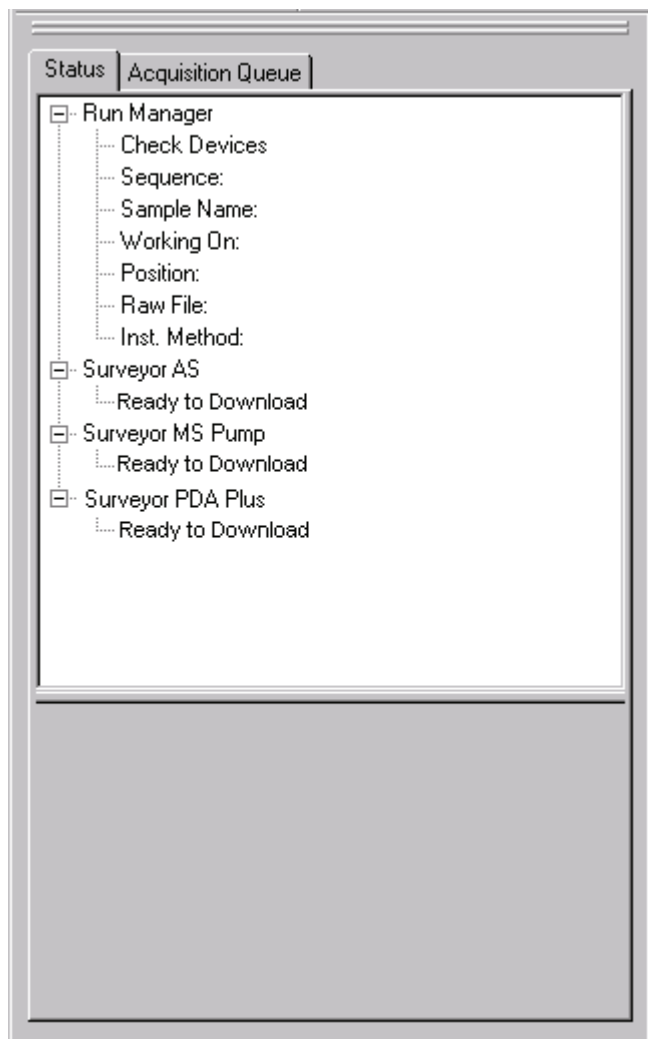 Status Acquisition Queue
Run Manager
Check Devices
Sequence:
Sample Name:
Working On:
Position:
Raw File:
Inst. Method:
Surveyor AS
Ready to Download
Surveyor MS Pump
Ready to Download
Surveyor PDA Plus
Ready to Download